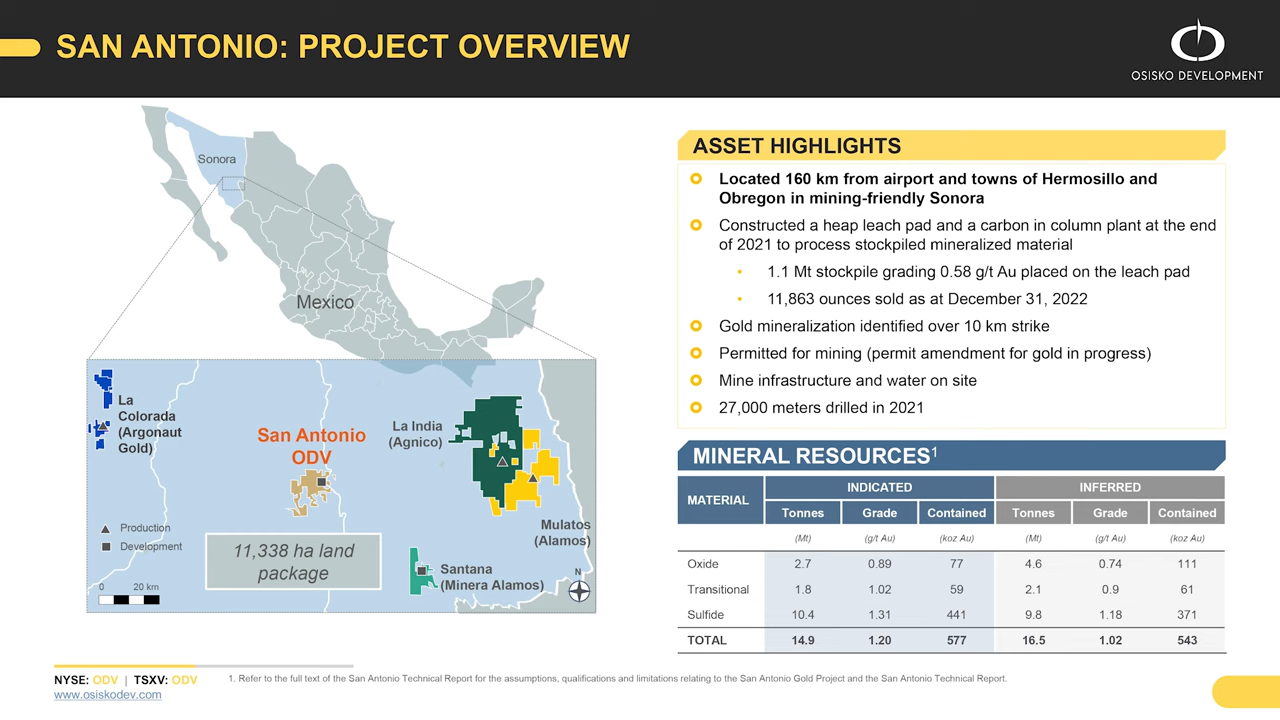 SAN ANTONIO: PROJECT OVERVIEW
OSISKO DEVELOPMENT
Sonora
Mexico
La
Colorada
(Argonaut
Gold)
San Antonio
ODV
La India
(Agnico)
Mulatos
(Alamos)
Santana
(Minera Alamos)
Production
Development
0 20 km
11,338 ha land
package
N
ASSET HIGHLIGHTS
Located 160 km from airport and towns of Hermosillo and
Obregon in mining-friendly Sonora
Constructed a heap leach pad and a carbon in column plant at the end
of 2021 to process stockpiled mineralized material
• 1.1 Mt stockpile grading 0.58 g/t Au placed on the leach pad
• 11,863 ounces sold as at December 31, 2022
Gold mineralization identified over 10 km strike
Permitted for mining (permit amendment for gold in progress)
Mine infrastructure and water on site
27,000 meters drilled in 2021
MINERAL RESOURCES1
MATERIAL INDICATED INFERRED
Tonnes Grade Contained Tonnes Grade Contained
(Mt) (g/t Au) (koz Au) (Mt) (g/t Au) (koz Au)
Oxide 2.7 0.89 77 4.6 0.74 111
Transitional 1.8 1.02 59 2.1 0.9 61
Sulfide 10.4 1.31 441 9.8 1.18 371
TOTAL 14.9 1.20 577 16.5 1.02 543
NYSE: ODV | TSXV: ODV
www.osiskodev.com
1. Refer to the full text of the San Antonio Technical Report for the assumptions, qualifications and limitations relating to the San Antonio Gold Project and the San Antonio Technical Report.